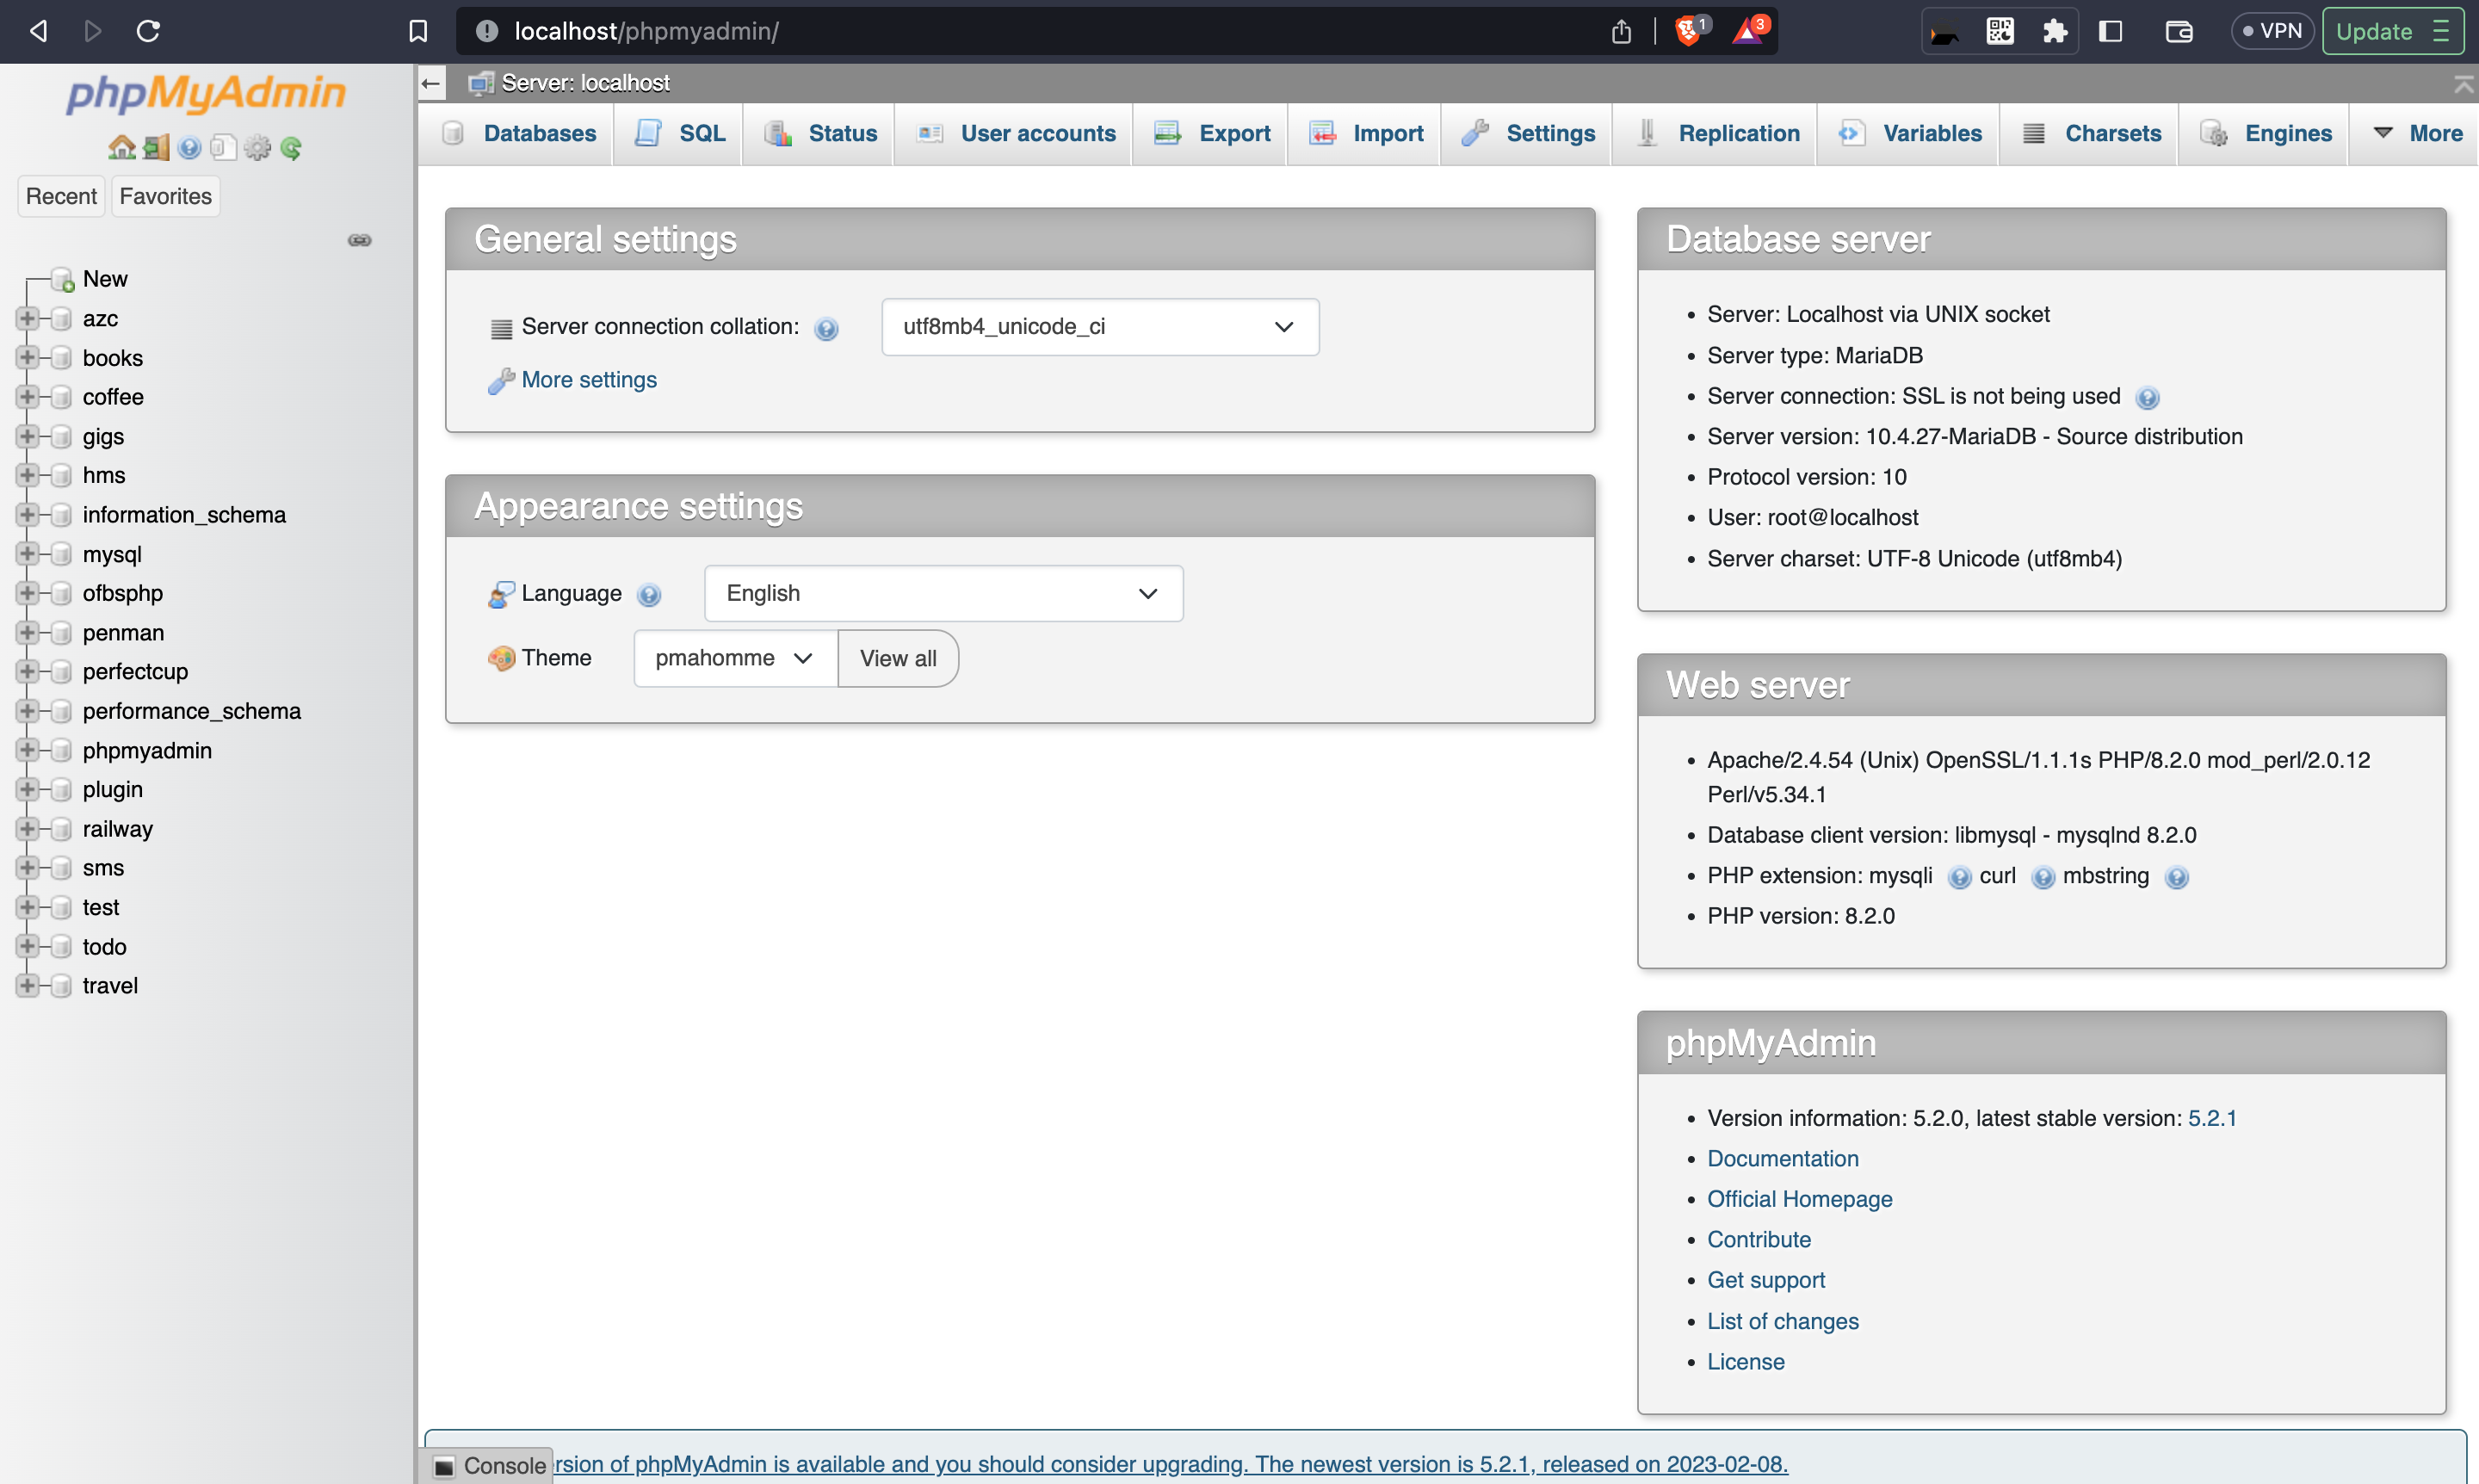 localhost/phpmyadmin/
1
3
VPN
Update
phpMyAdmin
Recent
Favorites
New
azc
books
coffee
gigs
hms
information_schema
mysql
ofbsphp
penman
perfectcup
performance_schema
phpmyadmin
plugin
railway
sms
test
todo
travel
Server: localhost
Databases
SQL
Status
User accounts
Export
Import
Settings
Replication
Variables
Charsets
Engines
More
General settings
Server connection collation:
utf8mb4_unicode_ci
More settings
Appearance settings
Language
English
Theme
pmahomme
View all
Database server
Server: Localhost via UNIX socket
Server type: MariaDB
Server connection: SSL is not being used
Server version: 10.4.27-MariaDB - Source distribution
Protocol version: 10
User: root@localhost
Server charset: UTF-8 Unicode (utf8mb4)
Web server
Apache/2.4.54 (Unix) OpenSSL/1.1.1s PHP/8.2.0 mod_perl/2.0.12
Perl/v5.34.1
Database client version: libmysql - mysqlnd 8.2.0
PHP extension: mysqli curl mbstring
PHP version: 8.2.0
phpMyAdmin
Version information: 5.2.0, latest stable version: 5.2.1
Documentation
Official Homepage
Contribute
Get support
List of changes
License
Console
rsion of phpMyAdmin is available and you should consider upgrading. The newest version is 5.2.1, released on 2023-02-08.